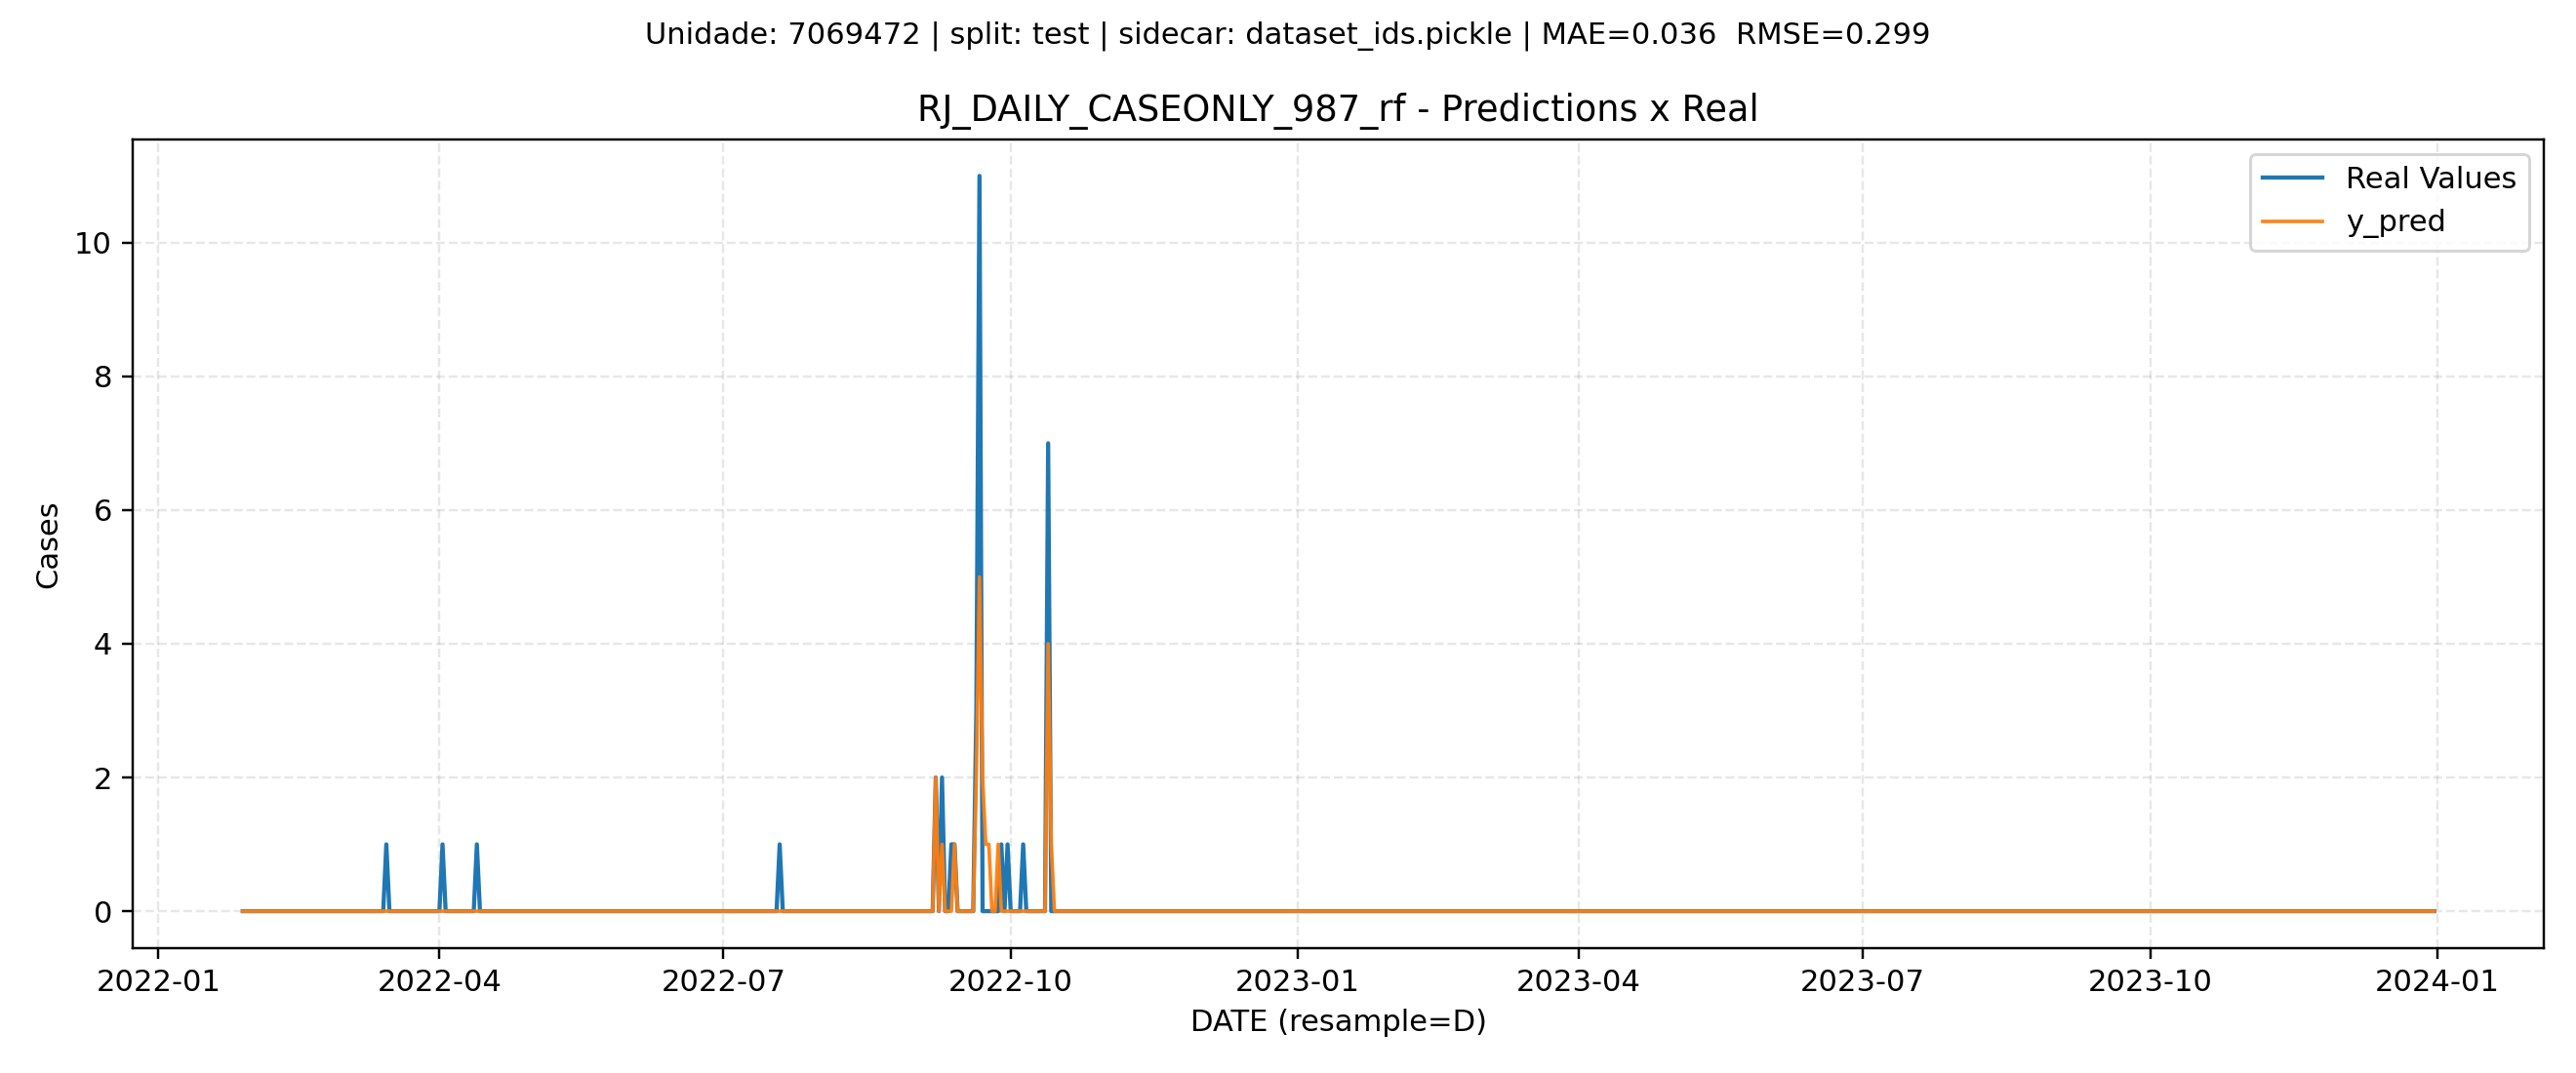 Unidade: 7069472 | split: test | sidecar: dataset_ids.pickle | MAE=0.036  RMSE=0.299
RJ_DAILY_CASEONLY_987_rf - Predictions x Real
Real Values
y_pred
10
8
6
4
2
0
Cases
2022-01
2022-04
2022-07
2022-10
2023-01
2023-04
2023-07
2023-10
2024-01
DATE (resample=D)